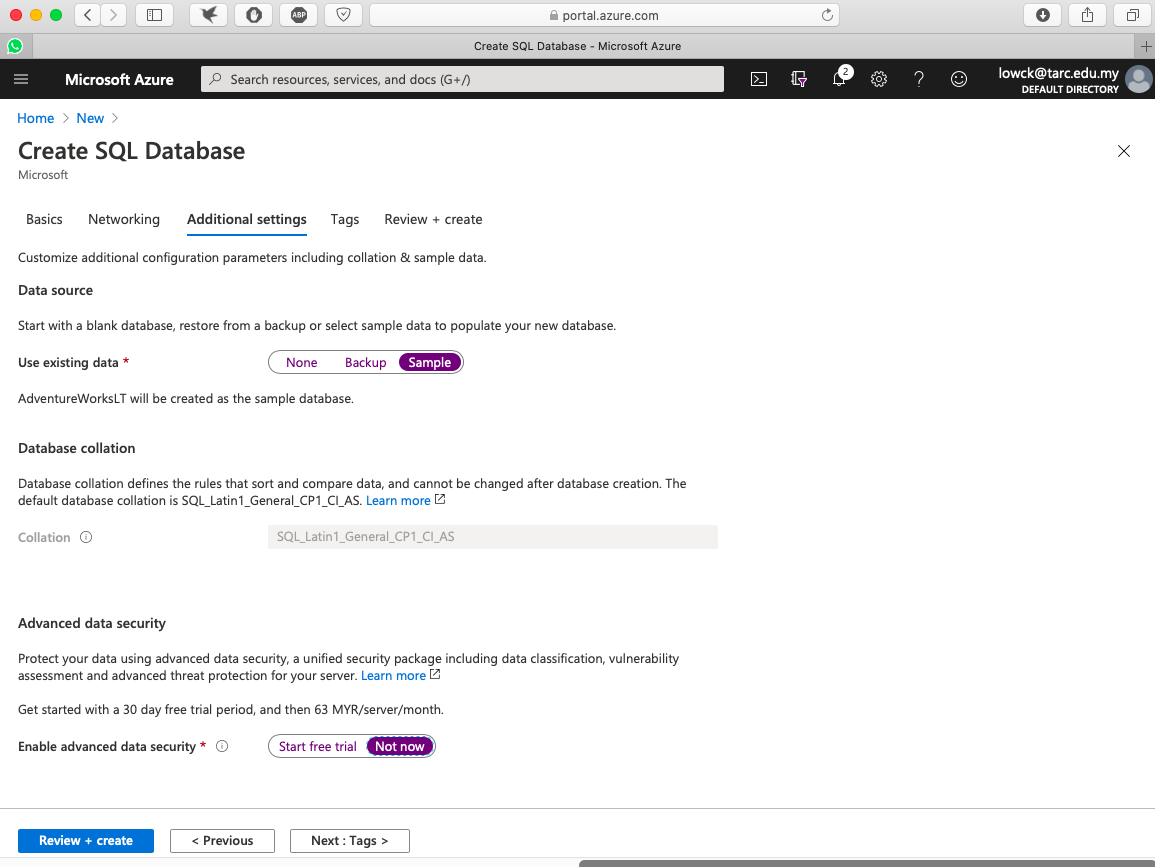 ABP
portal.azure.com
Create SQL Database - Microsoft Azure
Microsoft Azure
Search resources, services, and docs (G+/)
2
lowck@tarc.edu.my
DEFAULT DIRECTORY
Home > New >
Create SQL Database
Microsoft
Basics Networking Additional settings Tags Review + create
Customize additional configuration parameters including collation & sample data.
Data source
Start with a blank database, restore from a backup or select sample data to populate your new database.
Use existing data * None Backup Sample
AdventureWorksLT will be created as the sample database.
Database collation
Database collation defines the rules that sort and compare data, and cannot be changed after database creation. The
default database collation is SQL_Latin1_General_CP1_CI_AS. Learn more
Collation SQL_Latin1_General_CP1_CI_AS
Advanced data security
Protect your data using advanced data security, a unified security package including data classification, vulnerability
assessment and advanced threat protection for your server. Learn more
Get started with a 30 day free trial period, and then 63 MYR/server/month.
Enable advanced data security * Start free trial Not now
Review + create < Previous Next : Tags >